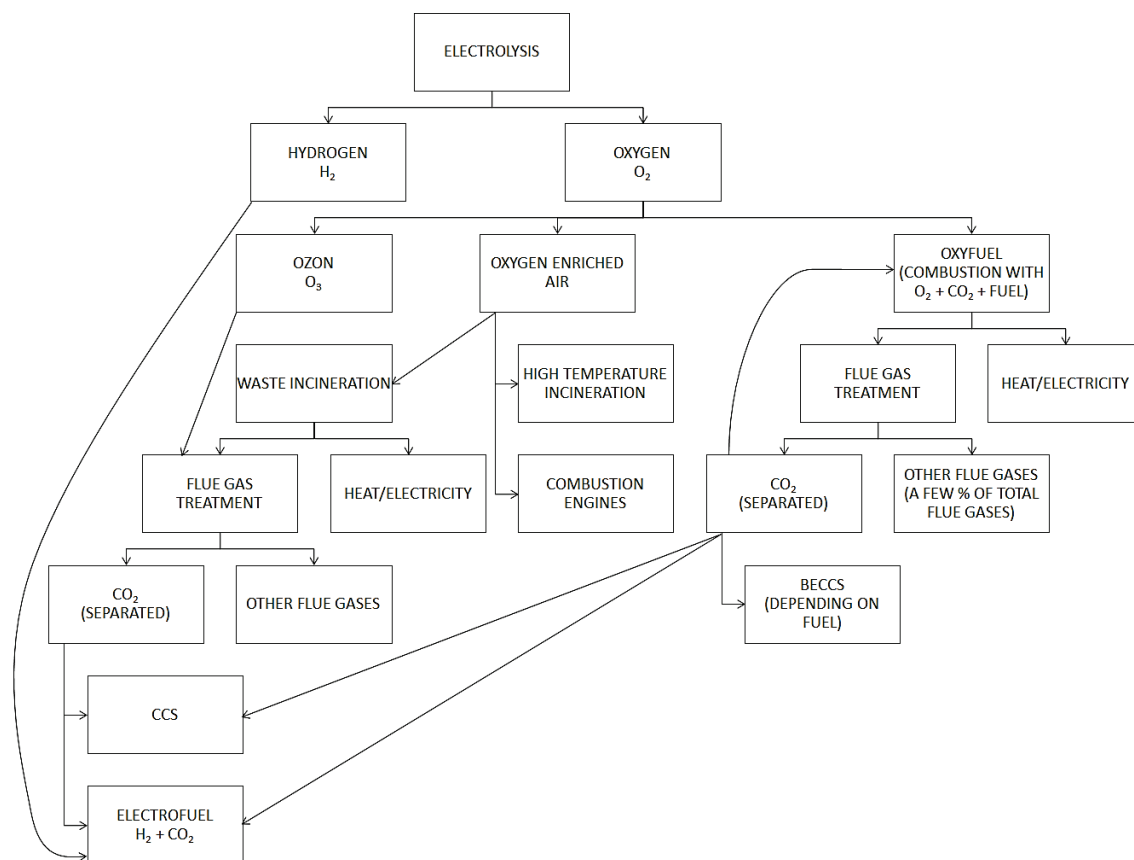 ELECTROLYSIS
HYDROGEN
H₂
OXYGEN
O₂
OZON
O₃
OXYGEN ENRICHED
AIR
OXYFUEL
(COMBUSTION WITH
O₂ + CO₂ + FUEL)
WASTE INCINERATION
HIGH TEMPERATURE
INCINERATION
FLUE GAS
TREATMENT
HEAT/ELECTRICITY
FLUE GAS
TREATMENT
HEAT/ELECTRICITY
COMBUSTION
ENGINES
CO₂
(SEPARATED)
OTHER FLUE GASES
(A FEW % OF TOTAL
FLUE GASES)
CO₂
(SEPARATED)
OTHER FLUE GASES
BECCS
(DEPENDING ON
FUEL)
CCS
ELECTROFUEL
H₂ + CO₂